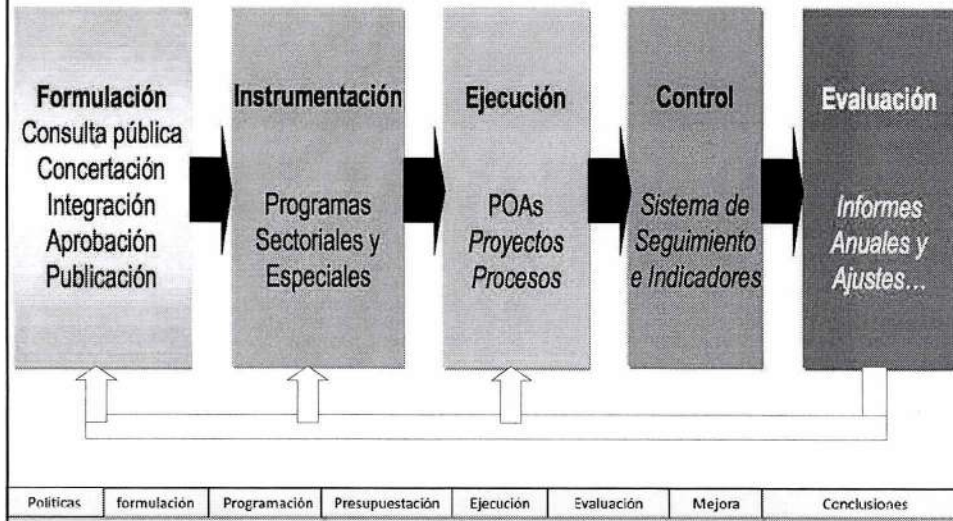 Formulación
Consulta pública
Concertación
Integración
Aprobación
Publicación
Instrumentación
Programas
Sectoriales y
Especiales
Ejecución
POAs
Proyectos
Procesos
Control
Sistema de
Seguimiento
e Indicadores
Evaluación
Informes
Anuales y
Ajustes...
Políticas formulación Programación Presupuestación Ejecución Evaluación Mejora Conclusiones